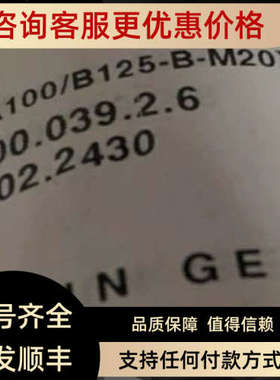 咨询客服更优惠价格
A100/B125-B-M20
00.039.2.6
02.2430
IN GE
号齐全
发顺丰
品质保障 值得信赖
支持任何付款方式